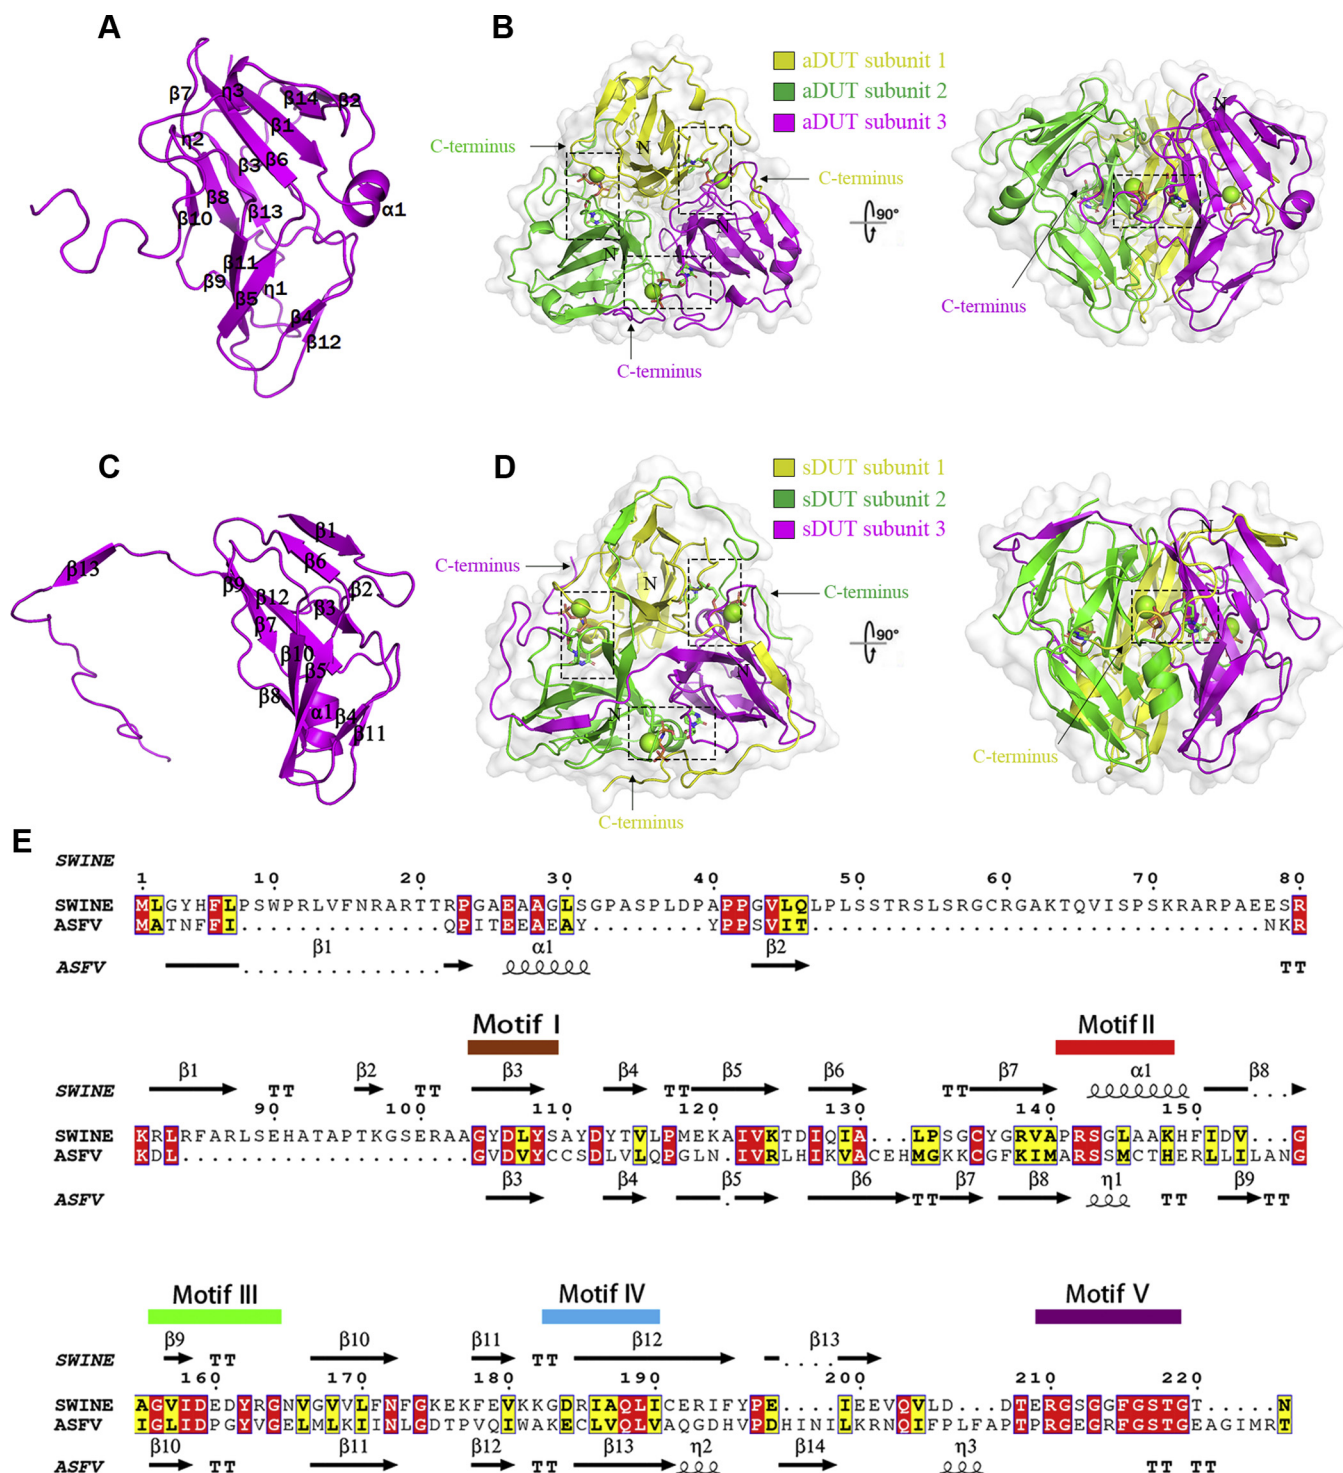 A
β7
η3
β14
β2
β1
η2
β3
β6
β8
β10
β13
α1
β11
β9
η1
β5
β4
β12
B
aDUT subunit 1
aDUT subunit 2
aDUT subunit 3
C-terminus
N
C-terminus
N
N
C-terminus
90°
N
C-terminus
C
β13
β1
β6
β9
β2
β12
β3
β7
β10
β5
β8
α1
β4
β11
D
sDUT subunit 1
sDUT subunit 2
sDUT subunit 3
C-terminus
N
C-terminus
N
N
C-terminus
90°
N
C-terminus
E
SWINE
1 10 20 30 40 50 60 70 80
SWINE MLGYHFLPSWPRLVFNRARTTRPGAEAAGLSGPASPLDPAPPGVLQLPLSSTRSLSRGCRGAKTQVISPSKRARPAEESR
ASFV MATNFFI..............QPITEEAEAY........YPPSVIT...............................NKR
β1 α1 β2
ASFV TT
Motif I Motif II
β1 β2 β3 β4 β5 β6 β7 α1 β8
SWINE TT TT TT TT ...
90 100 110 120 130 140 150
SWINE KRLRFARLSEHATAPTKGSERAAGYDLYSAYDYTVLPMEKAIVKTDIQIA...LPSGCYGRVAPRSGLAAKHFIDV...G
ASFV KDL....................GVDVYCCSDLVLQPGLN.IVRLHIKVACEHMGKKCGFKIMARSSMCTHERLLILANG
β3 β4 β5 β6 β7 β8 η1 β9
ASFV . TT TT TT
Motif III Motif IV Motif V
β9 β10 β11 β12 β13
SWINE TT TT ....
160 170 180 190 200 210 220
SWINE AGVIDEDYRGNVGVVLFNFGKEKFEVKKGDRIAQLICERIFYPE....IEEVQVLD...DTERGSGGFGSTGT.....N
ASFV IGLIDPGYVGELMLKIINLGDTPVQIWAKECLVQLVAQGDHVPDHINILKRNQIFPLFAPTPRGEGRFGSTGEAGIMRT
β10 β11 β12 β13 η2 β14 η3
ASFV TT TT TT TT